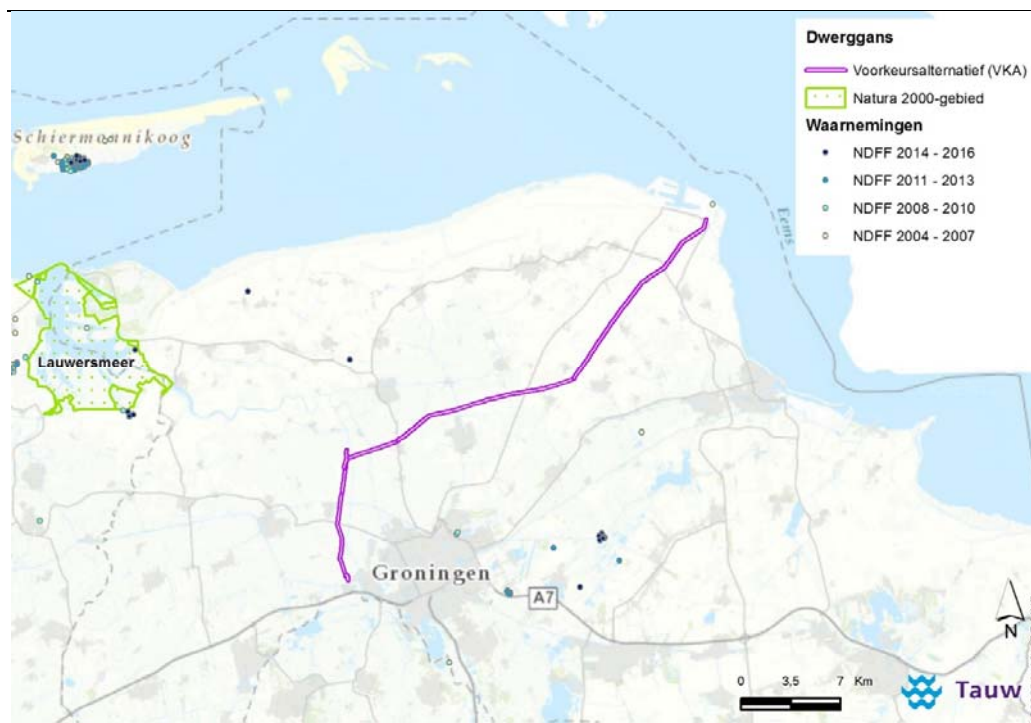 Dwerggans
Voorkeursalternatief (VKA)
Natura 2000-gebied
Waarnemingen
NDFF 2014 - 2016
NDFF 2011 - 2013
NDFF 2008 - 2010
NDFF 2004 - 2007
Schiermonnikoog
Eems
Lauwersmeer
Groningen
A7
N
0 3,5 7 Km
Tauw